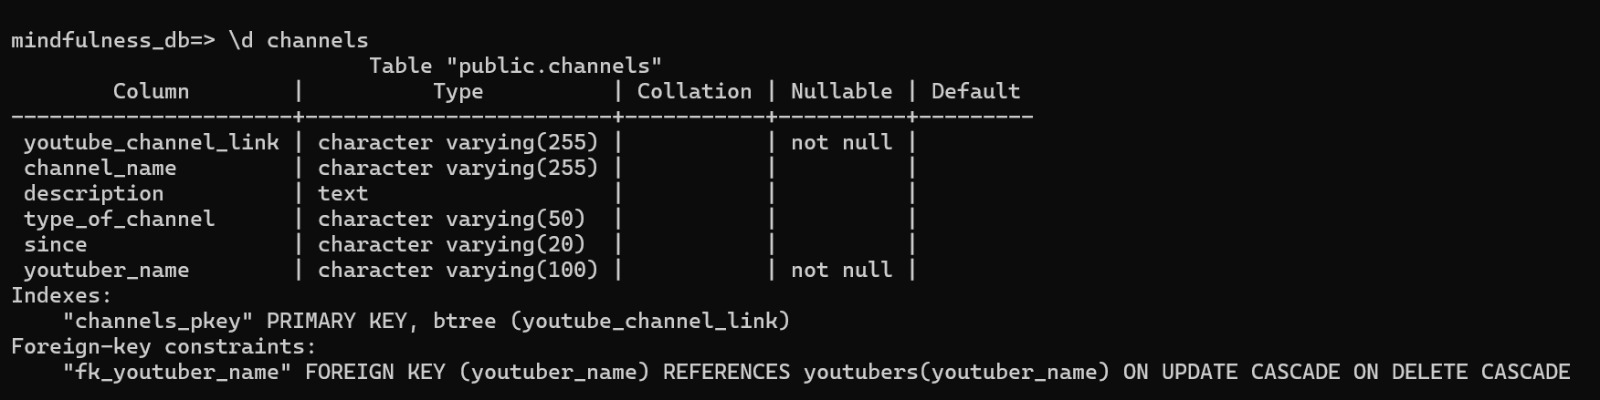 mindfulness_db=> \d channels
                            Table "public.channels"
        Column        |          Type          | Collation | Nullable | Default
----------------------+------------------------+-----------+----------+---------
 youtube_channel_link | character varying(255) |           | not null |
 channel_name         | character varying(255) |           |          |
 description          | text                   |           |          |
 type_of_channel      | character varying(50)  |           |          |
 since                | character varying(20)  |           |          |
 youtuber_name        | character varying(100) |           | not null |
Indexes:
    "channels_pkey" PRIMARY KEY, btree (youtube_channel_link)
Foreign-key constraints:
    "fk_youtuber_name" FOREIGN KEY (youtuber_name) REFERENCES youtubers(youtuber_name) ON UPDATE CASCADE ON DELETE CASCADE